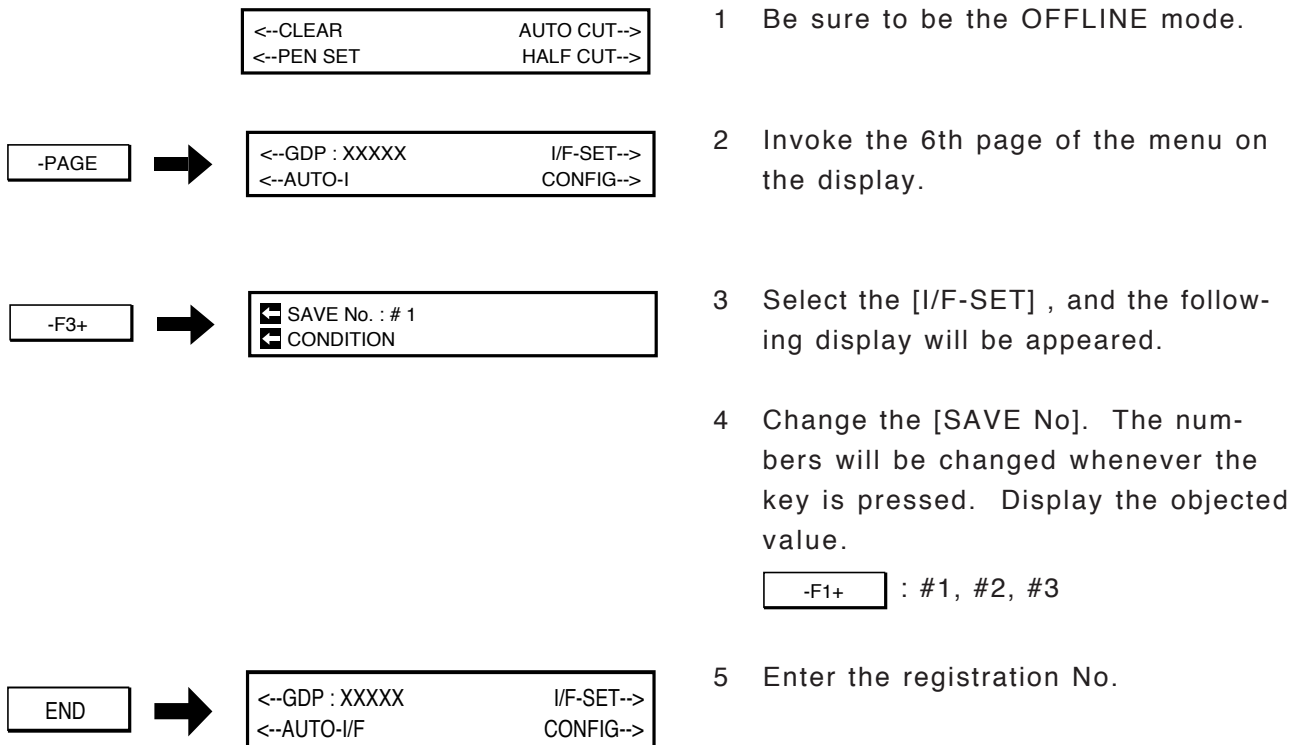 <--CLEAR AUTO CUT-->
<--PEN SET HALF CUT-->
1 Be sure to be the OFFLINE mode.
-PAGE
<--GDP : XXXXX I/F-SET-->
<--AUTO-I CONFIG-->
2 Invoke the 6th page of the menu on
the display.
-F3+
SAVE No. : # 1
CONDITION
3 Select the [I/F-SET] , and the follow-
ing display will be appeared.
4 Change the [SAVE No]. The num-
bers will be changed whenever the
key is pressed. Display the objected
value.
-F1+ : #1, #2, #3
END
<--GDP : XXXXX I/F-SET-->
<--AUTO-I/F CONFIG-->
5 Enter the registration No.